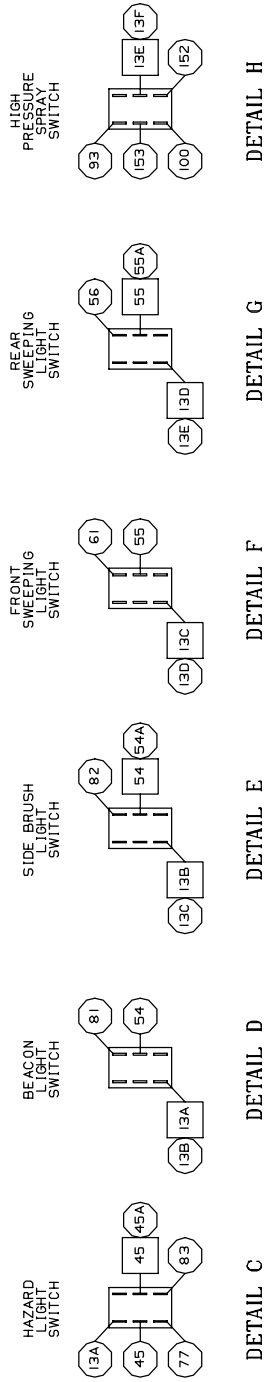 HAZARD
LIGHT
SWITCH
13A
45
77
45
45A
83
DETAIL C
BEACON
LIGHT
SWITCH
81
54
13A
13B
DETAIL D
SIDE BRUSH
LIGHT
SWITCH
82
54
54A
13B
13C
DETAIL E
FRONT
SWEEPING
LIGHT
SWITCH
61
55
13C
13D
DETAIL F
REAR
SWEEPING
LIGHT
SWITCH
56
55
55A
13D
13E
DETAIL G
HIGH
PRESSURE
SPRAY
SWITCH
93
153
100
13E
13F
152
DETAIL H